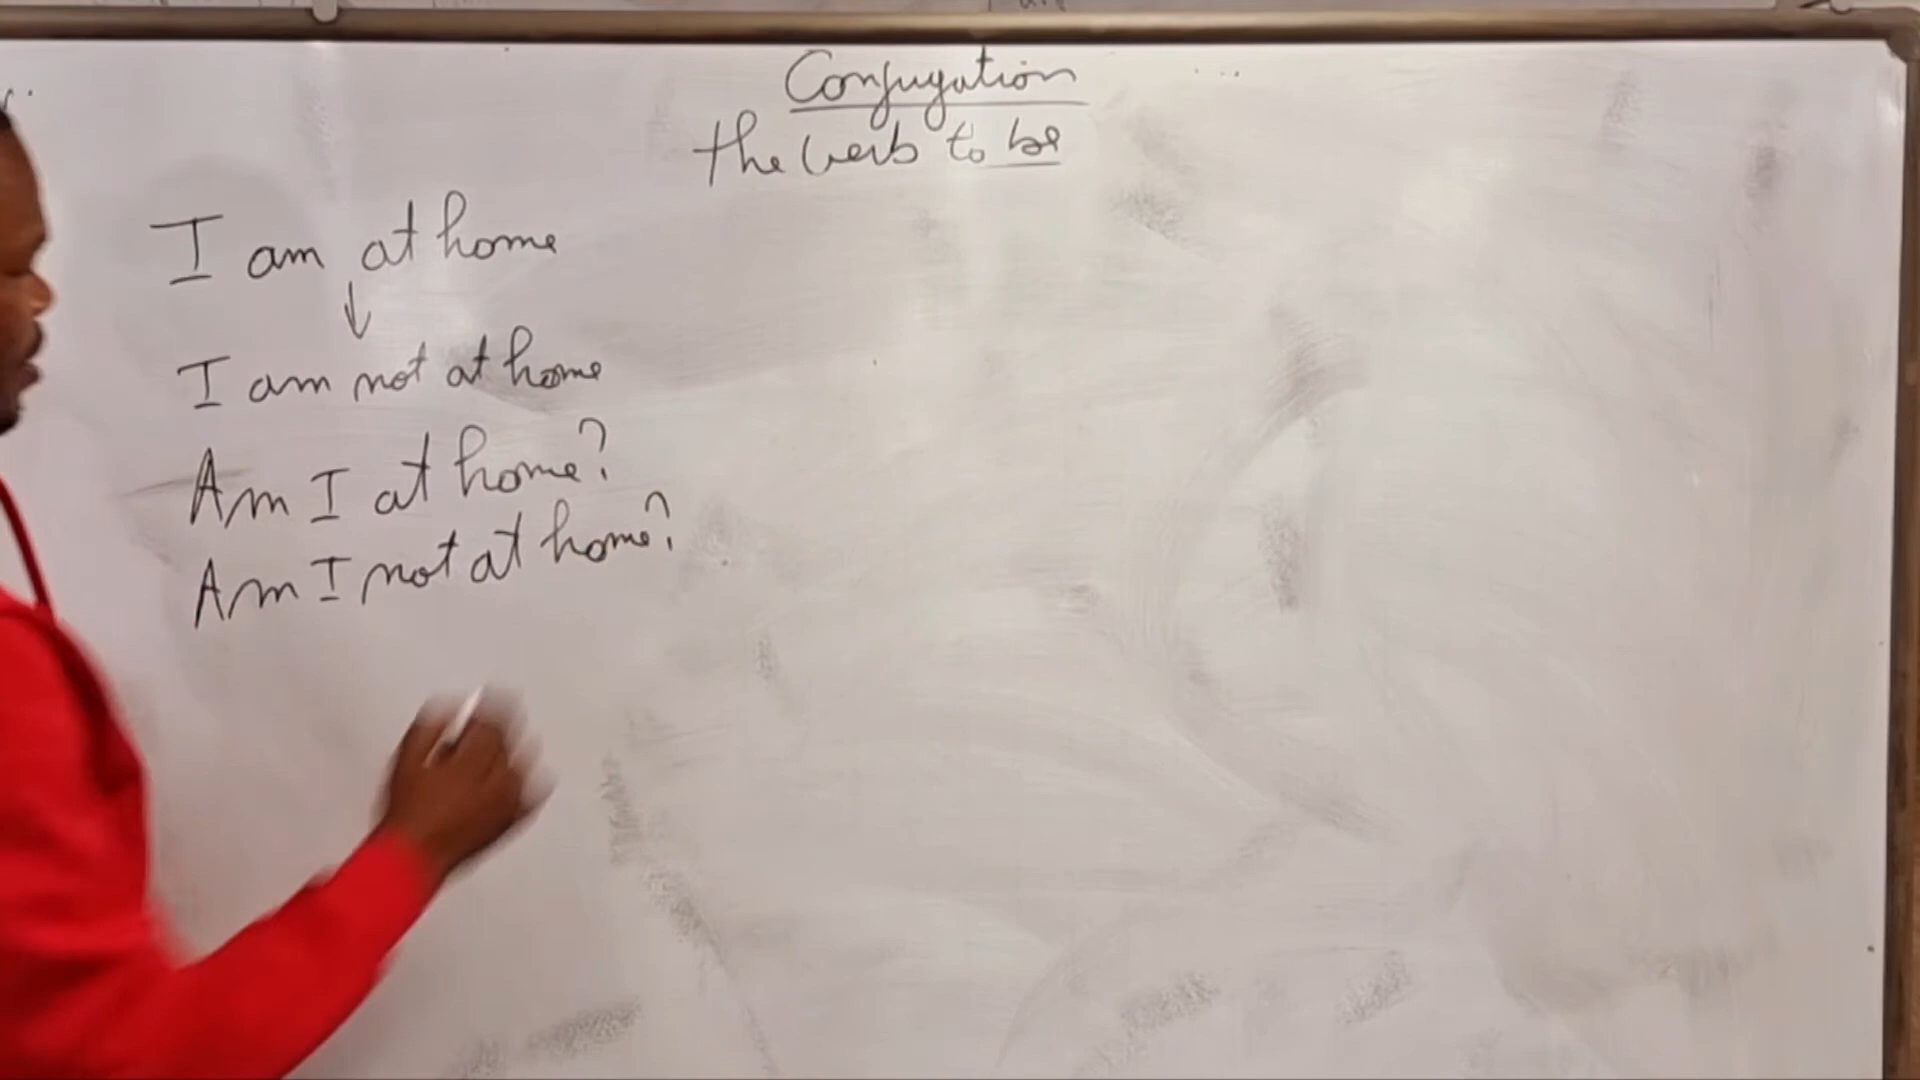 Conjugation
the verb to be
I am at home
↓
I am not at home
Am I at home?
Am I not at home?